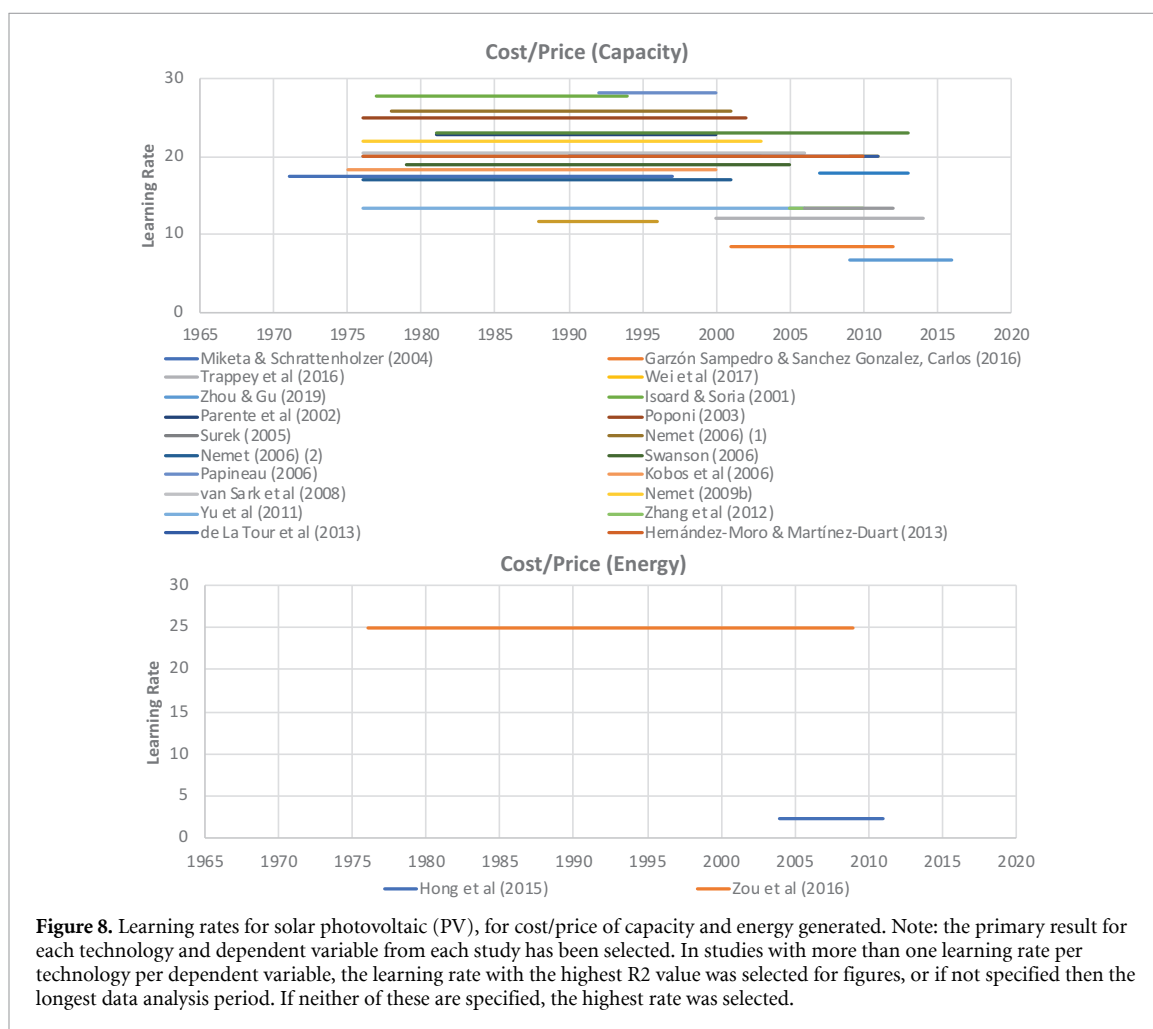 Cost/Price (Capacity)
30
20
10
0
Learning Rate
1965 1970 1975 1980 1985 1990 1995 2000 2005 2010 2015 2020
Miketa & Schrattenholzer (2004) Garzón Sampedro & Sanchez Gonzalez, Carlos (2016)
Trappey et al (2016) Wei et al (2017)
Zhou & Gu (2019) Isoard & Soria (2001)
Parente et al (2002) Poponi (2003)
Surek (2005) Nemet (2006) (1)
Nemet (2006) (2) Swanson (2006)
Papineau (2006) Kobos et al (2006)
van Sark et al (2008) Nemet (2009b)
Yu et al (2011) Zhang et al (2012)
de La Tour et al (2013) Hernández-Moro & Martínez-Duart (2013)
Cost/Price (Energy)
30
25
20
15
10
5
0
Learning Rate
1965 1970 1975 1980 1985 1990 1995 2000 2005 2010 2015 2020
Hong et al (2015) Zou et al (2016)
Figure 8. Learning rates for solar photovoltaic (PV), for cost/price of capacity and energy generated. Note: the primary result for
each technology and dependent variable from each study has been selected. In studies with more than one learning rate per
technology per dependent variable, the learning rate with the highest R2 value was selected for figures, or if not specified then the
longest data analysis period. If neither of these are specified, the highest rate was selected.